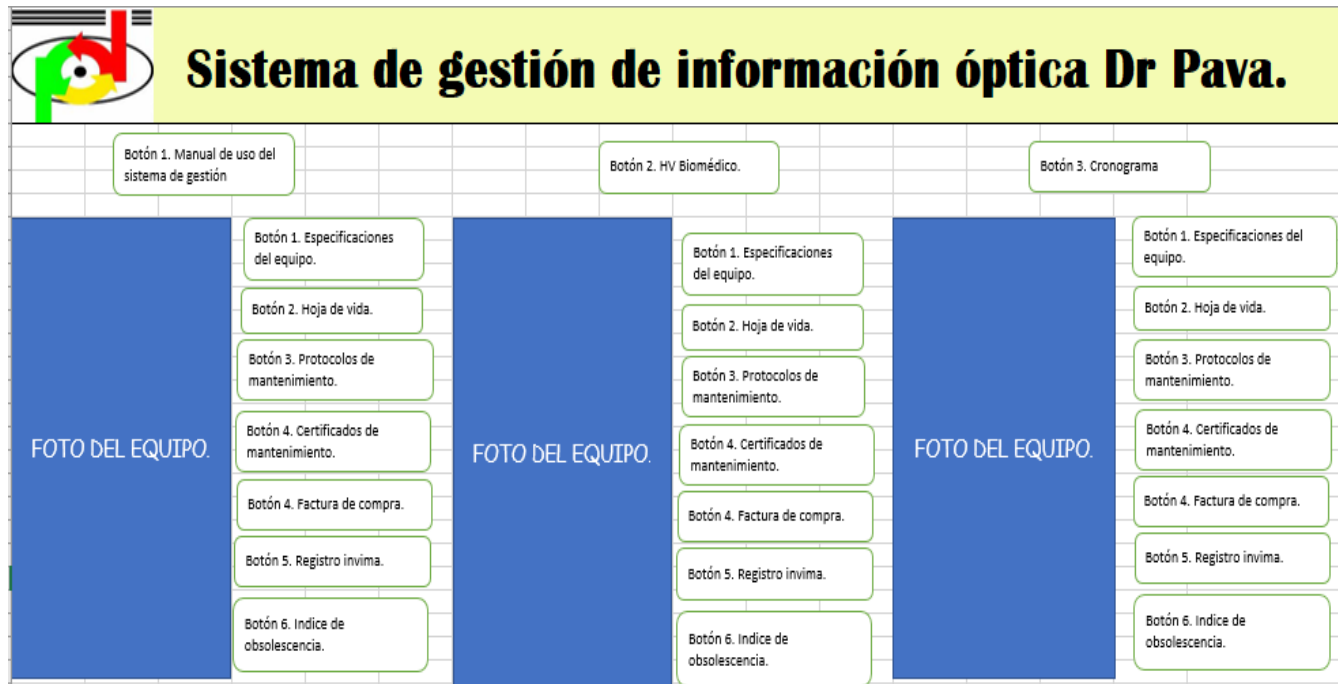 Sistema de gestión de información óptica Dr Pava.
Botón 1. Manual de uso del
sistema de gestión
Botón 2. HV Biomédico.
Botón 3. Cronograma
FOTO DEL EQUIPO.
Botón 1. Especificaciones
del equipo.
Botón 2. Hoja de vida.
Botón 3. Protocolos de
mantenimiento.
Botón 4. Certificados de
mantenimiento.
Botón 4. Factura de compra.
Botón 5. Registro invima.
Botón 6. Indice de
obsolescencia.
FOTO DEL EQUIPO.
Botón 1. Especificaciones
del equipo.
Botón 2. Hoja de vida.
Botón 3. Protocolos de
mantenimiento.
Botón 4. Certificados de
mantenimiento.
Botón 4. Factura de compra.
Botón 5. Registro invima.
Botón 6. Indice de
obsolescencia.
FOTO DEL EQUIPO.
Botón 1. Especificaciones del
equipo.
Botón 2. Hoja de vida.
Botón 3. Protocolos de
mantenimiento.
Botón 4. Certificados de
mantenimiento.
Botón 4. Factura de compra.
Botón 5. Registro invima.
Botón 6. Indice de
obsolescencia.